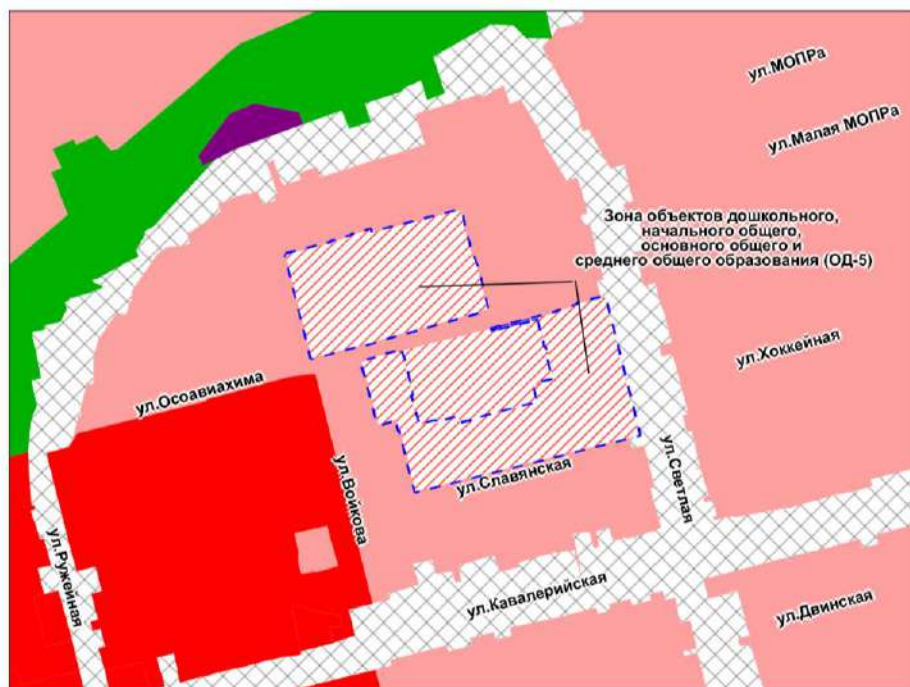 ул.МОПРа
ул.Малая МОПРа
Зона объектов дошкольного,
начального общего,
основного общего и
среднего общего образования (ОД-5)
ул.Хоккейная
ул.Осоавиахима
ул.Войкова
ул.Славянская
ул.Светлая
ул.Ружейная
ул.Кавалерийская
ул.Двинская